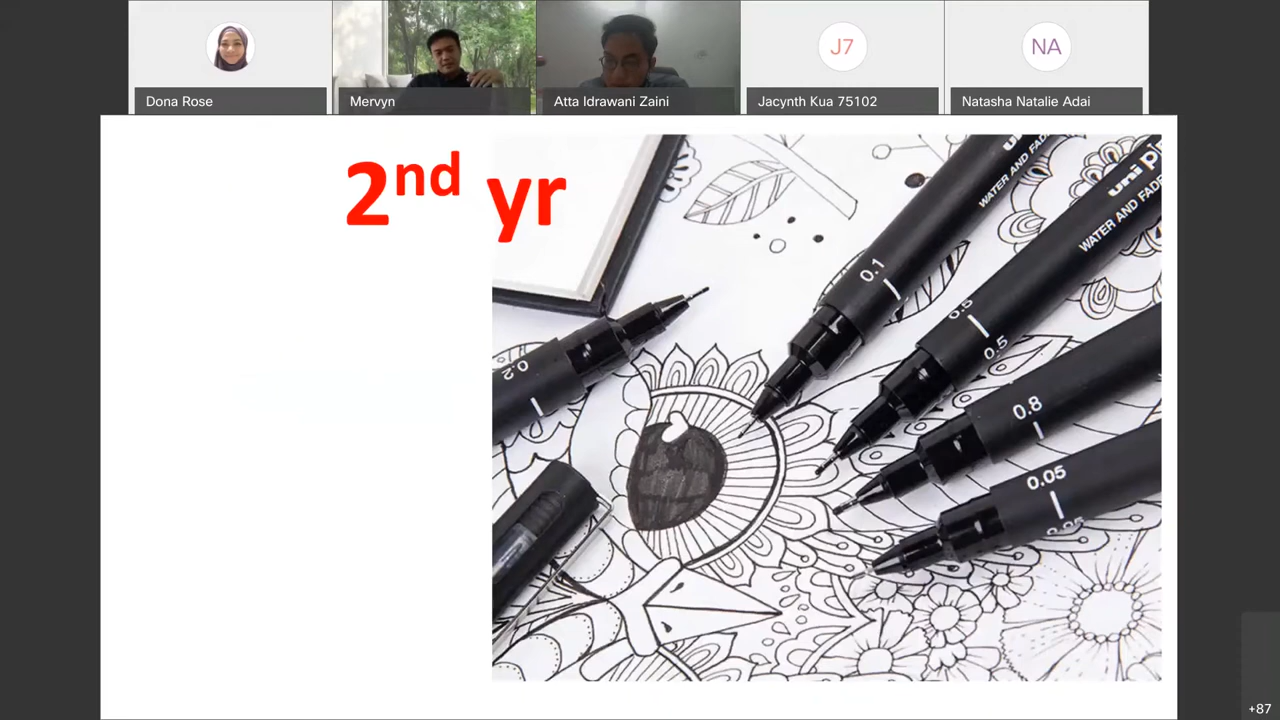 Dona Rose
Mervyn
Atta Idrawani Zaini
J7
Jacynth Kua 75102
NA
Natasha Natalie Adai
2nd yr
WATER AND FAD
uni
WATER AND FADE
0.1
0.5
0.5
0.8
0.05
0.2
+87